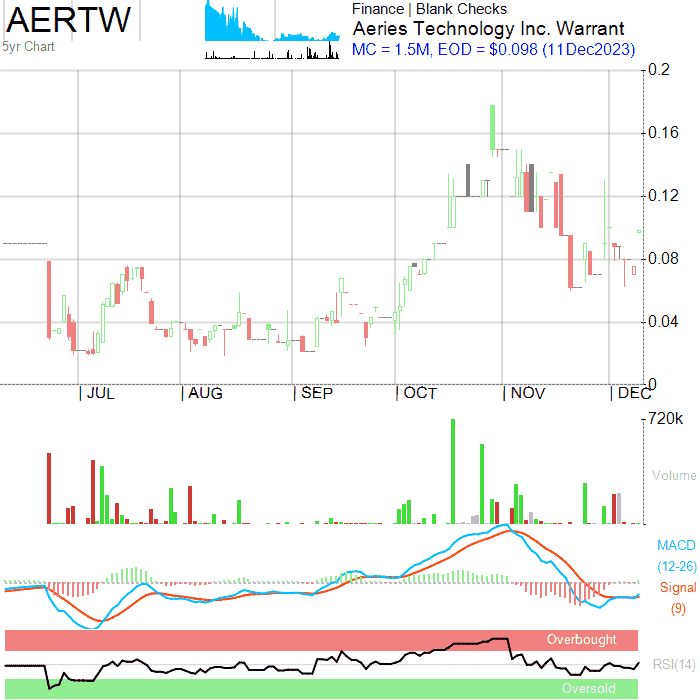 AERTW
5yr Chart
Finance | Blank Checks
Aeries Technology Inc. Warrant
MC = 1.5M, EOD = $0.098 (11Dec2023)
0.2
0.16
0.12
0.08
0.04
0
| JUL | AUG | SEP | OCT | NOV | DEC
720k
Volume
MACD
(12-26)
Signal
(9)
Overbought
RSI(14)
Oversold